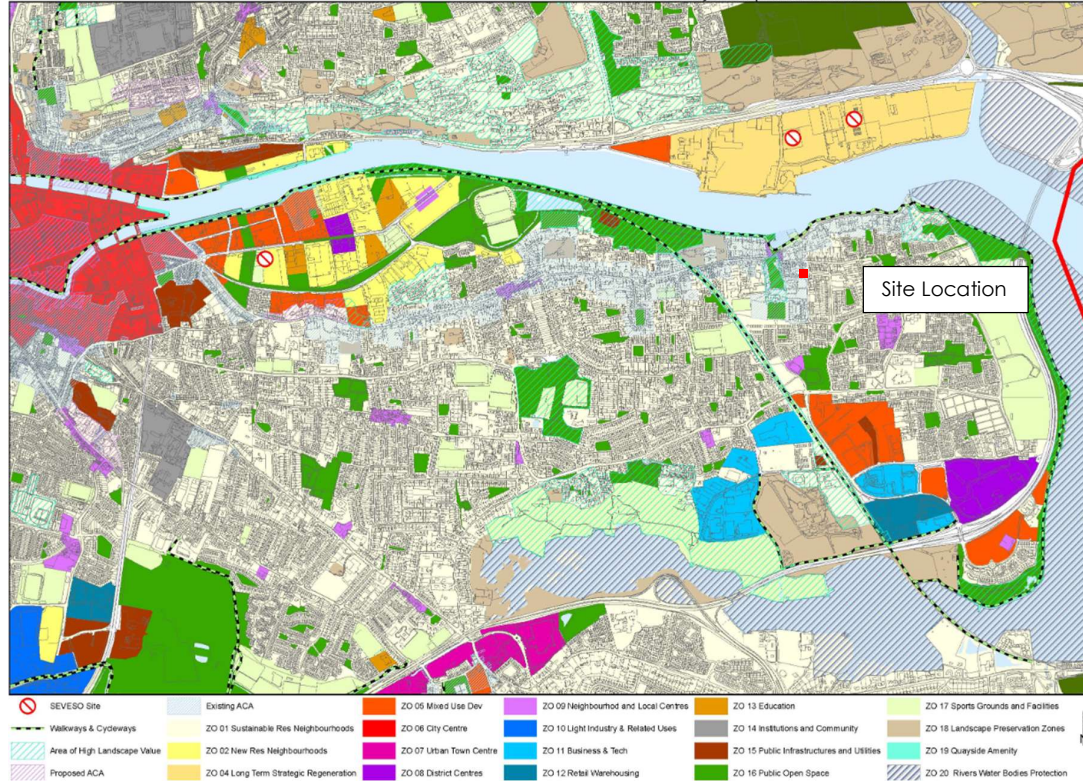 Site Location
SEVESO Site
Walkways & Cycleways
Area of High Landscape Value
Proposed ACA
Existing ACA
ZO 01 Sustainable Res Neighbourhoods
ZO 02 New Res Neighbourhoods
ZO 04 Long Term Strategic Regeneration
ZO 05 Mixed Use Dev
ZO 06 City Centre
ZO 07 Urban Town Centre
ZO 08 District Centres
ZO 09 Neighbourhod and Local Centres
ZO 10 Light Industry & Related Uses
ZO 11 Business & Tech
ZO 12 Retail Warehousing
ZO 13 Education
ZO 14 Institutions and Community
ZO 15 Public Infrastructures and Utilities
ZO 16 Public Open Space
ZO 17 Sports Grounds and Facilities
ZO 18 Landscape Preservation Zones
ZO 19 Quayside Amenity
ZO 20 Rivers Water Bodies Protection